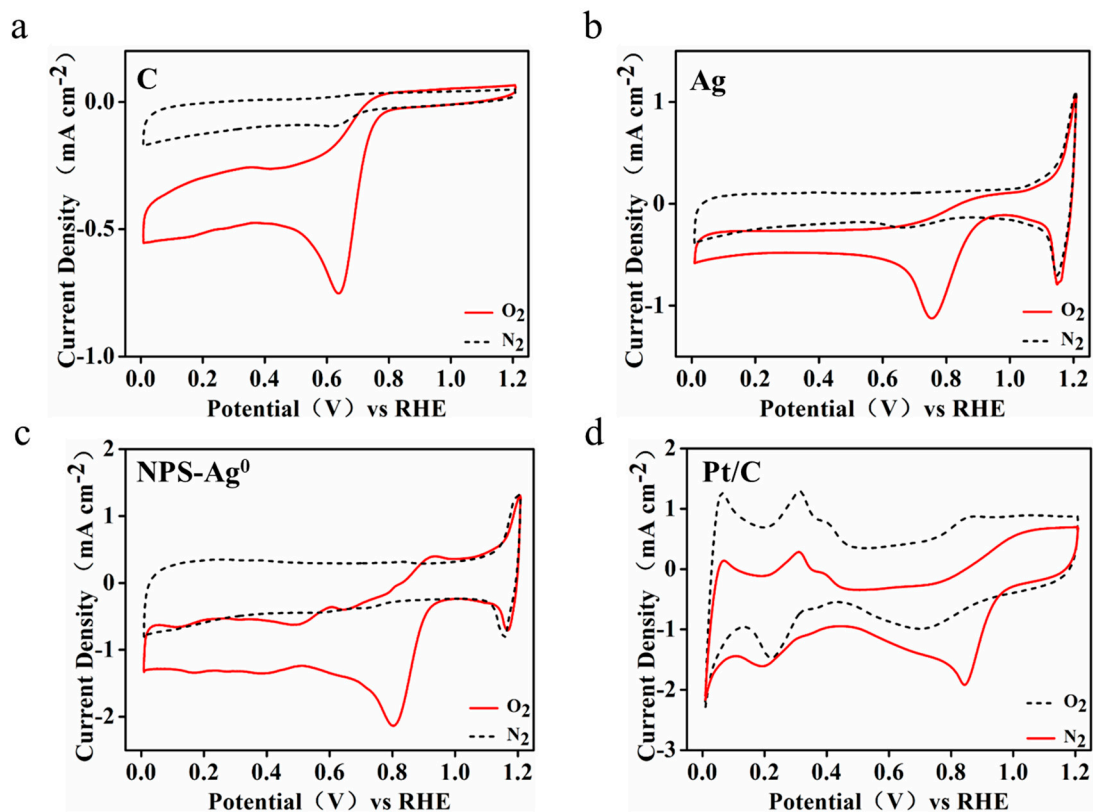 a
C
0.0
-0.5
-1.0
Current Density (mA cm-2)
0.0 0.2 0.4 0.6 0.8 1.0 1.2
Potential（V）vs RHE
O2
N2
b
Ag
1
0
-1
Current Density (mA cm-2)
0.0 0.2 0.4 0.6 0.8 1.0 1.2
Potential（V）vs RHE
O2
N2
c
NPS-Ag0
2
1
0
-1
-2
Current Density (mA cm-2)
0.0 0.2 0.4 0.6 0.8 1.0 1.2
Potential（V）vs RHE
O2
N2
d
Pt/C
2
1
0
-1
-2
-3
Current Density (mA cm-2)
0.0 0.2 0.4 0.6 0.8 1.0 1.2
Potential（V）vs RHE
O2
N2